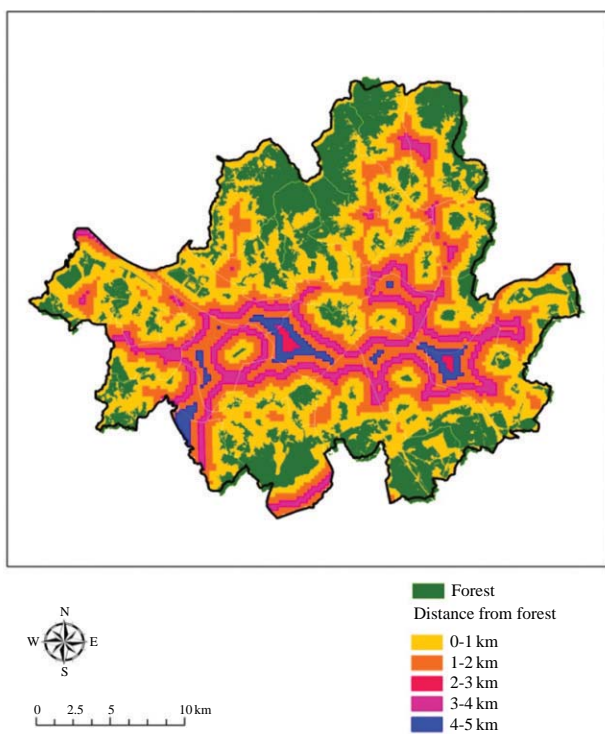 Forest
Distance from forest
0-1 km
1-2 km
2-3 km
3-4 km
4-5 km
N
W E
S
0 2.5 5 10 km